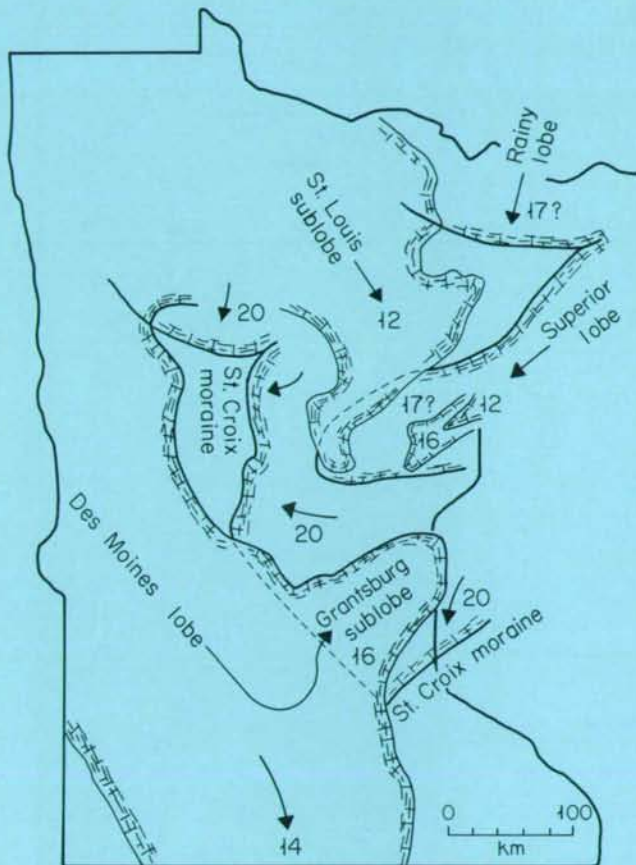 Rainy
lobe
17?
St. Louis
sublobe
12
20
Superior
lobe
St. Croix
moraine
17?
12
16
20
Des Moines
lobe
Grantsburg
sublobe
16
20
St. Croix moraine
0 100
km
14